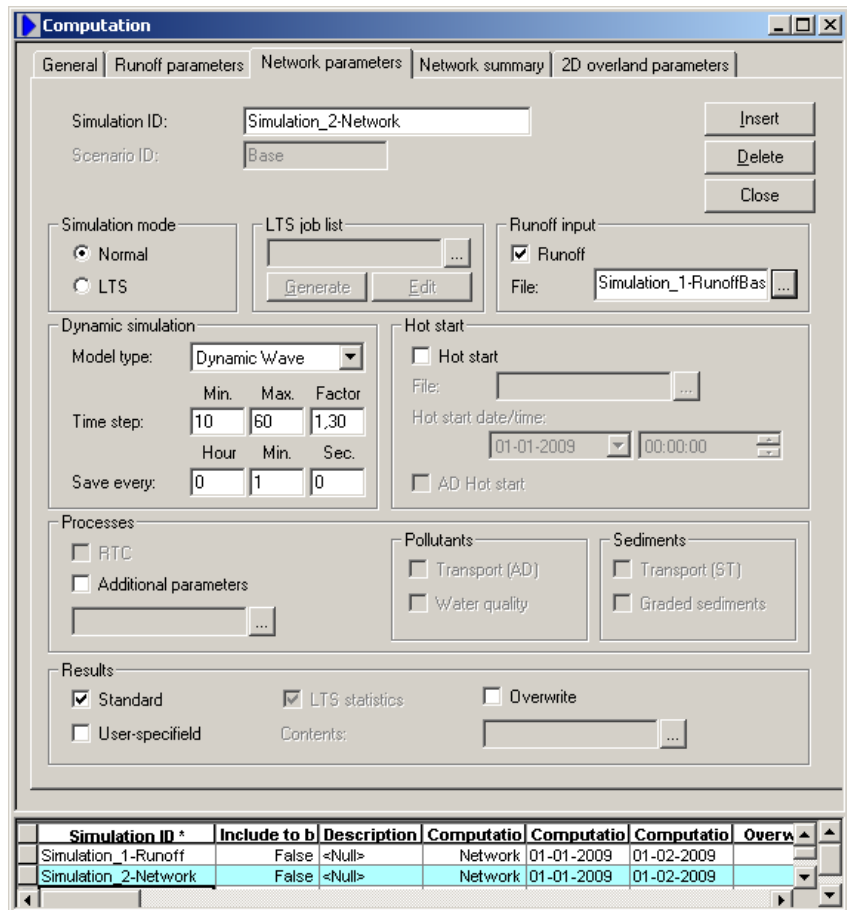 Computation
General Runoff parameters Network parameters Network summary 2D overland parameters
Simulation ID: Simulation_2-Network Insert
Scenario ID: Base Delete
Close
Simulation mode LTS job list Runoff input
Normal ... Runoff
LTS Generate Edit File: Simulation_1-RunoffBas ...
Dynamic simulation Hot start
Model type: Dynamic Wave Hot start
Min. Max. Factor File: ...
Time step: 10 60 1,30 Hot start date/time:
Hour Min. Sec. 01-01-2009 00:00:00
Save every: 0 1 0 AD Hot start
Processes Pollutants Sediments
RTC Transport (AD) Transport (ST)
Additional parameters Water quality Graded sediments
...
Results
Standard LTS statistics Overwrite
User-specifield Contents: ...
Simulation ID * Include to b Description Computatio Computatio Computatio Overw
Simulation_1-Runoff False <Null> Network 01-01-2009 01-02-2009
Simulation_2-Network False <Null> Network 01-01-2009 01-02-2009